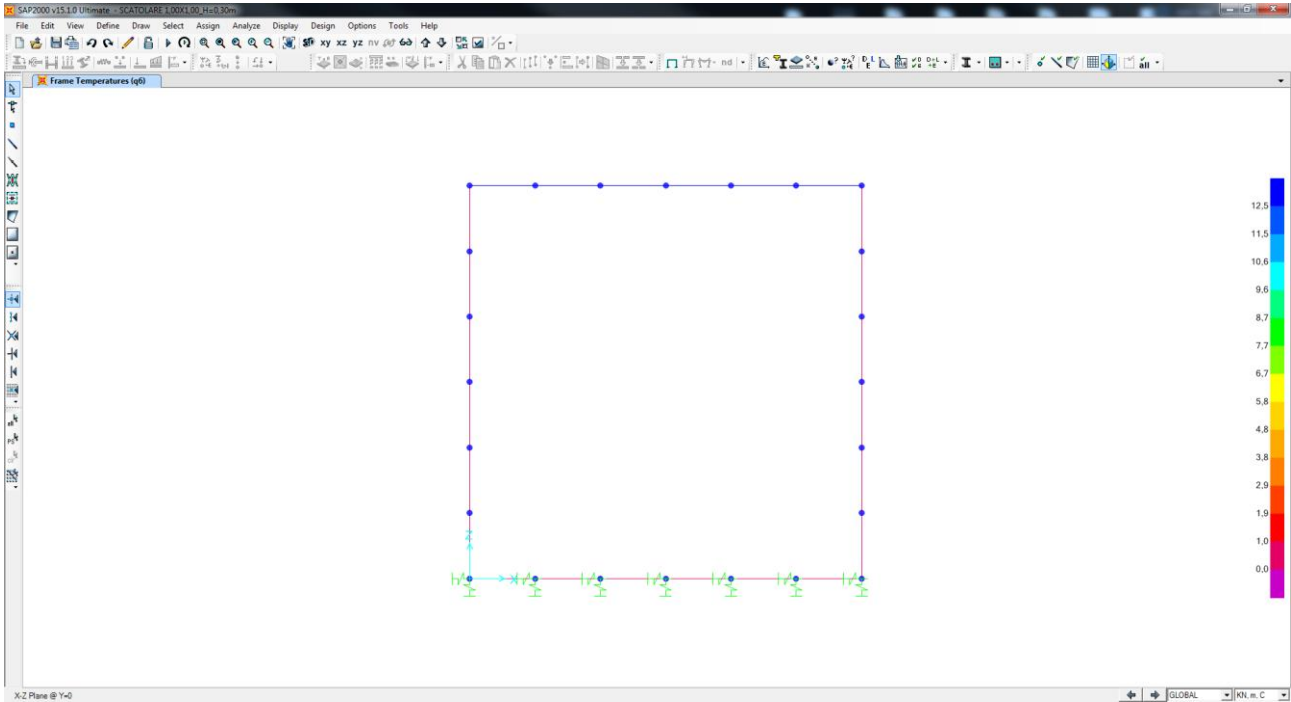 SAP2000 v15.1.0 Ultimate - SCATOLARE 1,00X1,00_H=0,30m
File Edit View Define Draw Select Assign Analyze Display Design Options Tools Help
xy xz yz nv
nd
all
Frame Temperatures (q6)
12,5
11,5
10,6
9,6
8,7
7,7
6,7
5,8
4,8
3,8
2,9
1,9
1,0
0,0
Z
X
X-Z Plane @ Y=0
GLOBAL
KN, m, C